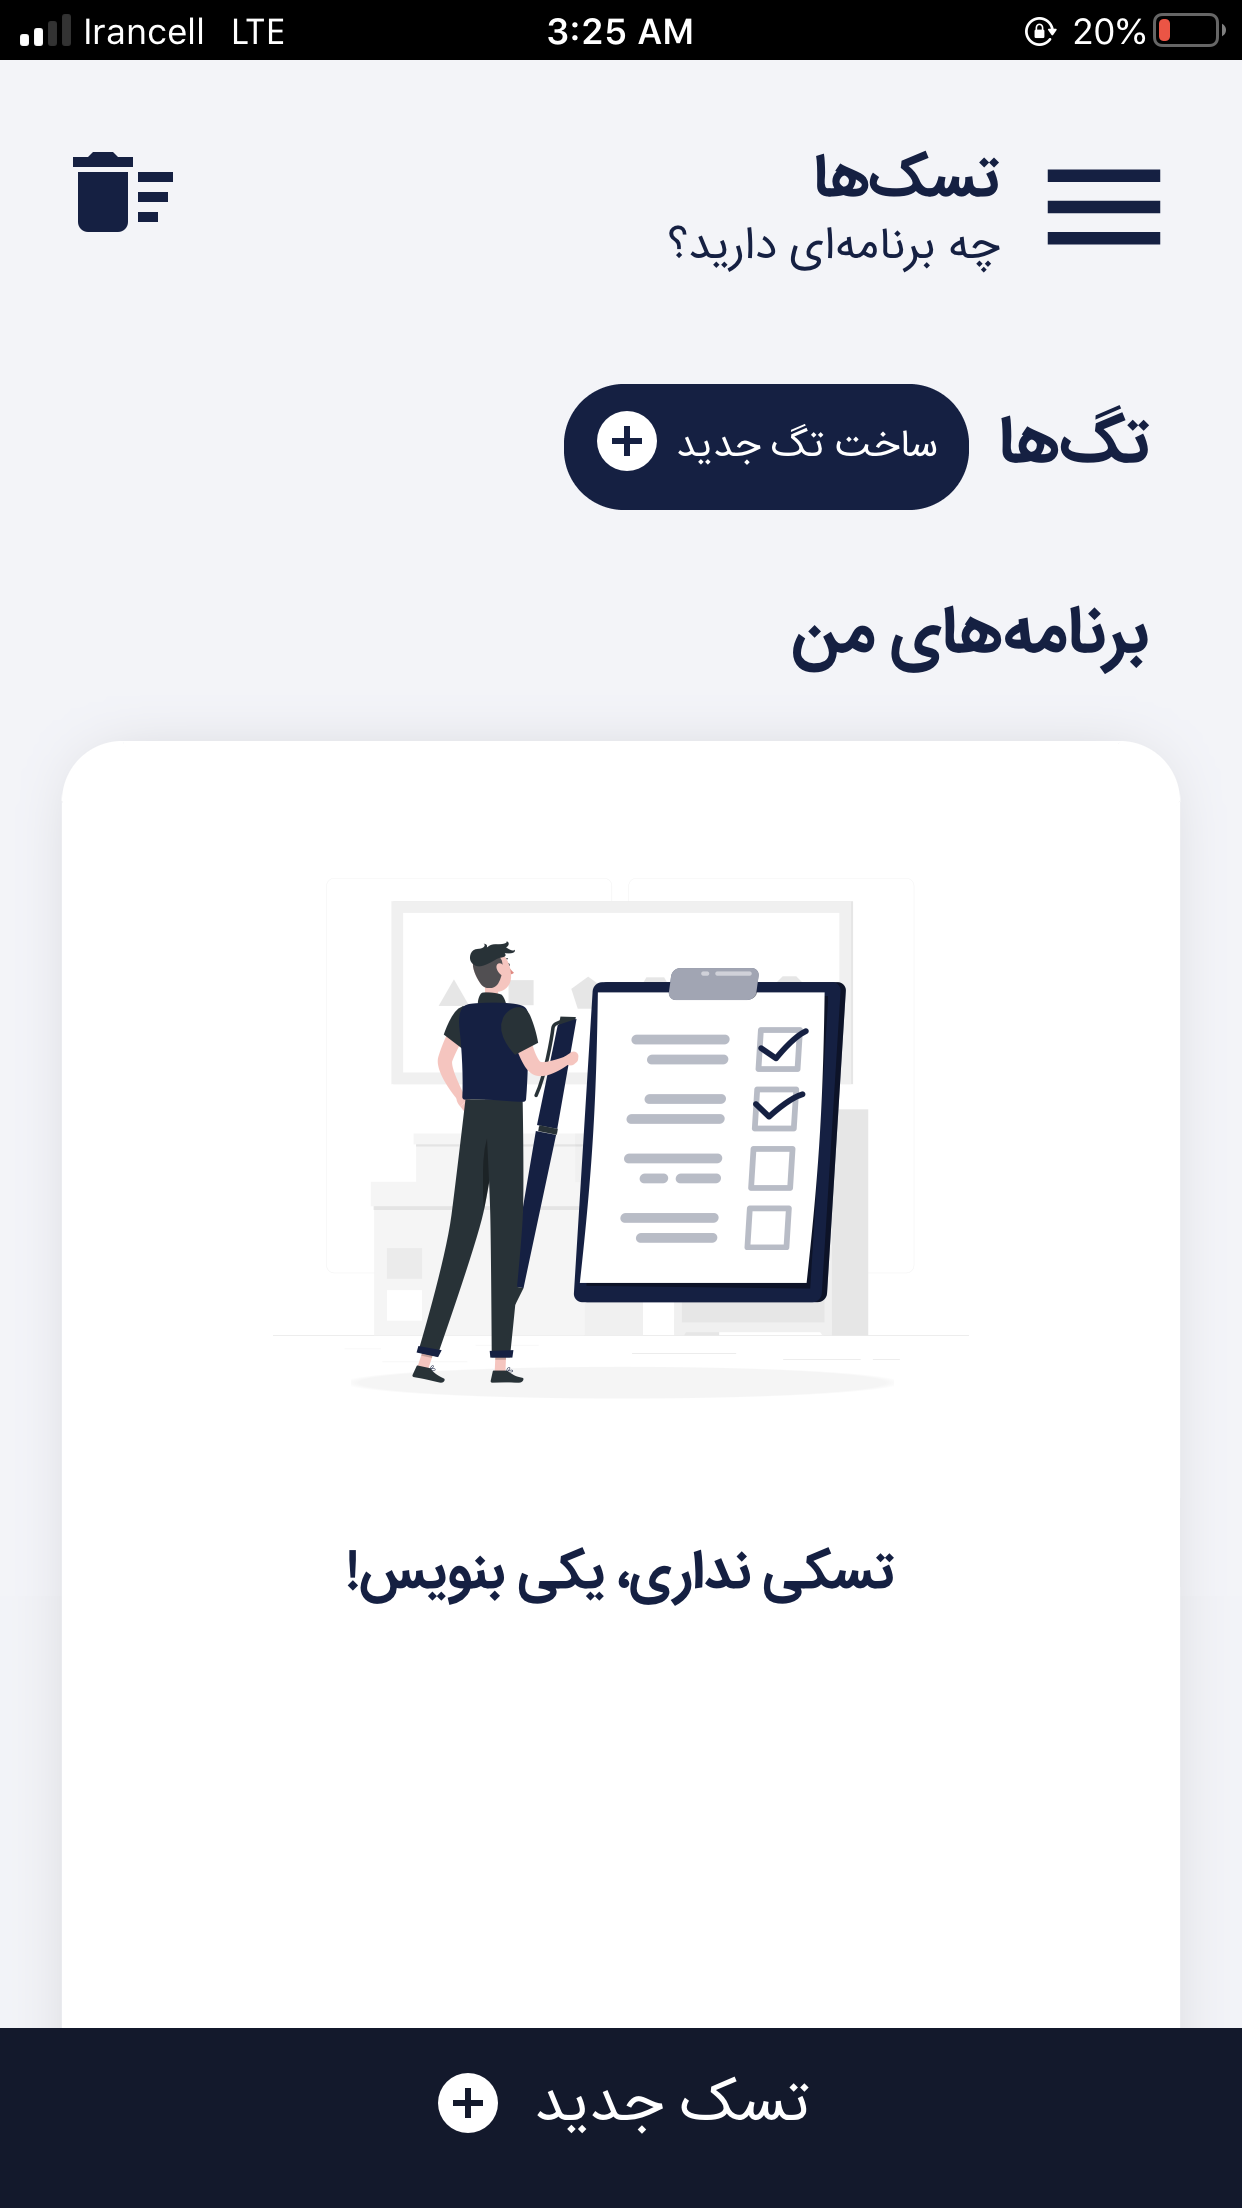 Irancell LTE 3:25 AM 20%
تسک‌ها
چه برنامه‌ای دارید؟
تگ‌ها
ساخت تگ جدید
برنامه‌های من
تسکی نداری، یکی بنویس!
تسک جدید